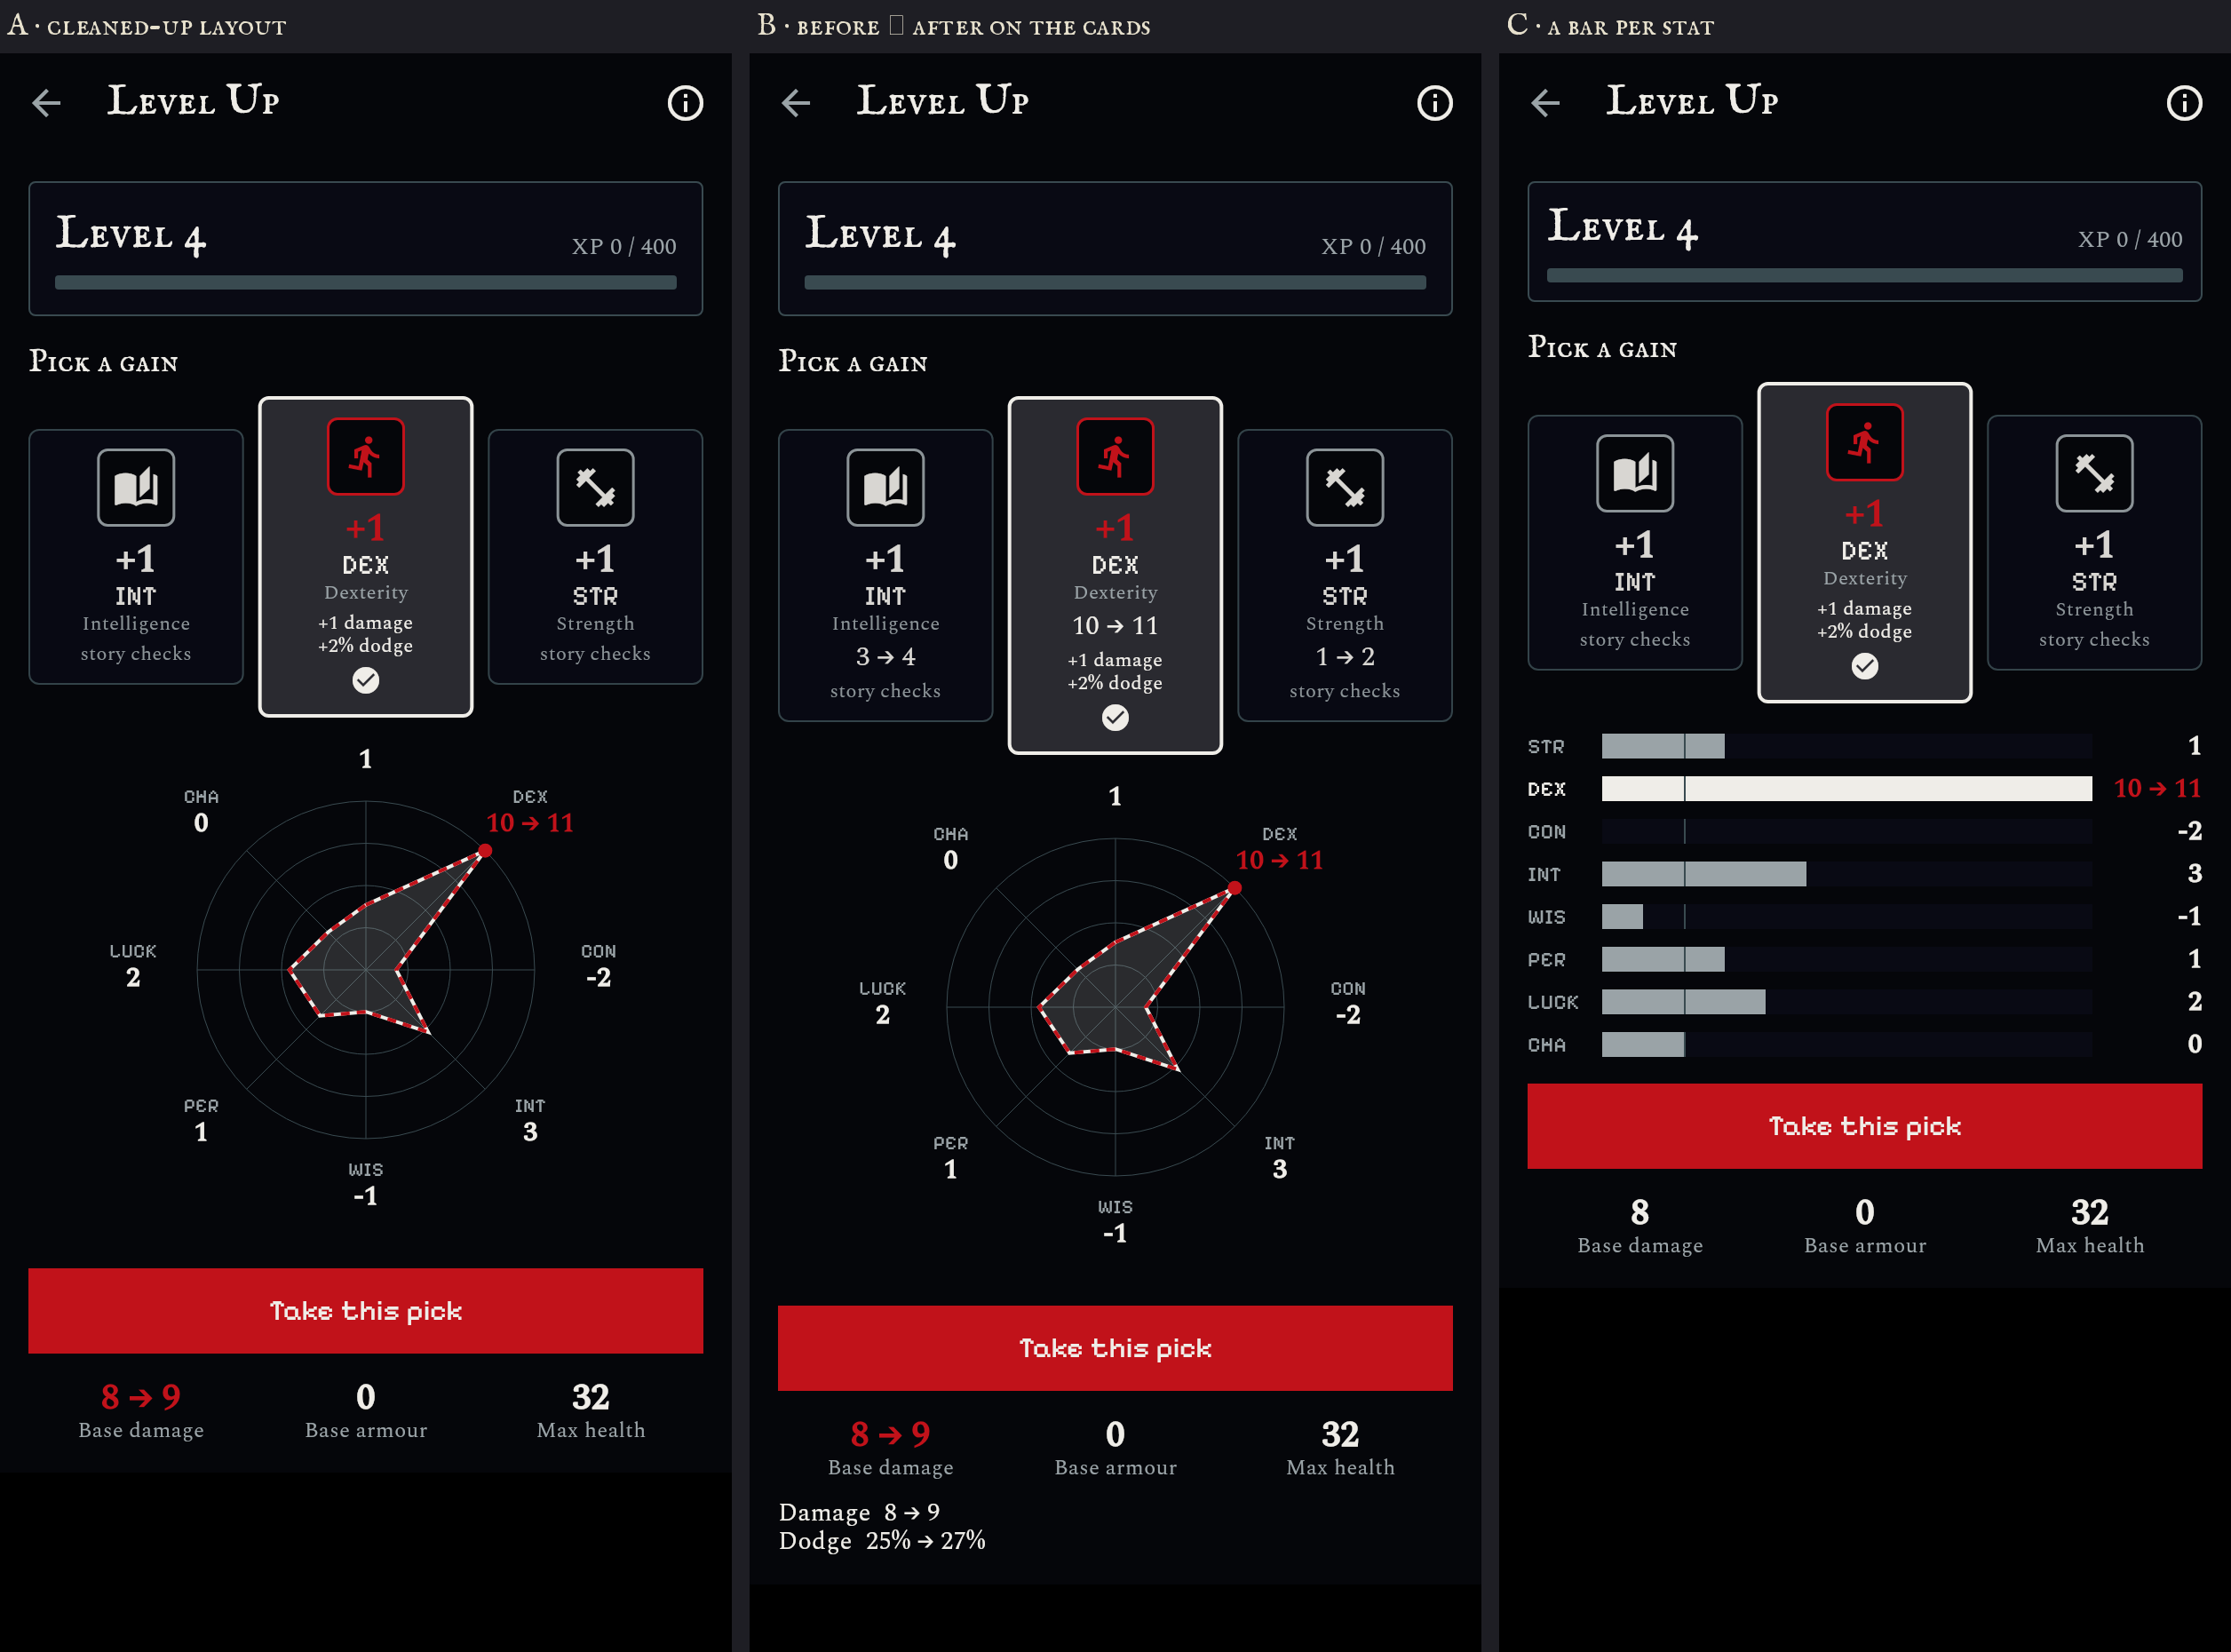 A · cleaned-up layout
Level Up
Level 4
XP 0 / 400
Pick a gain
+1
INT
Intelligence
story checks
+1
DEX
Dexterity
+1 damage
+2% dodge
+1
STR
Strength
story checks
1
CHA
0
DEX
10 → 11
LUCK
2
CON
-2
PER
1
INT
3
WIS
-1
Take this pick
8 → 9
Base damage
0
Base armour
32
Max health
B · before □ after on the cards
Level Up
Level 4
XP 0 / 400
Pick a gain
+1
INT
Intelligence
3 → 4
story checks
+1
DEX
Dexterity
10 → 11
+1 damage
+2% dodge
+1
STR
Strength
1 → 2
story checks
1
CHA
0
DEX
10 → 11
LUCK
2
CON
-2
PER
1
INT
3
WIS
-1
Take this pick
8 → 9
Base damage
0
Base armour
32
Max health
Damage 8 → 9
Dodge 25% → 27%
C · a bar per stat
Level Up
Level 4
XP 0 / 400
Pick a gain
+1
INT
Intelligence
story checks
+1
DEX
Dexterity
+1 damage
+2% dodge
+1
STR
Strength
story checks
STR 1
DEX 10 → 11
CON -2
INT 3
WIS -1
PER 1
LUCK 2
CHA 0
Take this pick
8
Base damage
0
Base armour
32
Max health